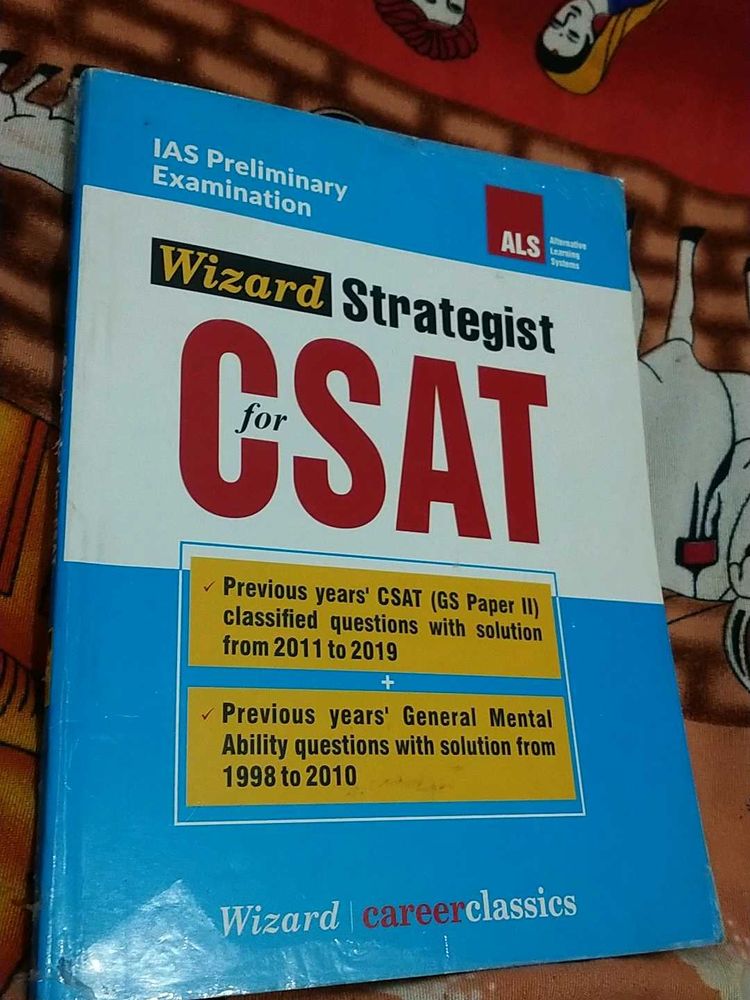 IAS Preliminary
Examination
ALS
Alternative
Learning
Systems
Wizard Strategist
for
CSAT
✓ Previous years' CSAT (GS Paper II)
classified questions with solution
from 2011 to 2019
+
✓ Previous years' General Mental
Ability questions with solution from
1998 to 2010
Wizard | careerclassics